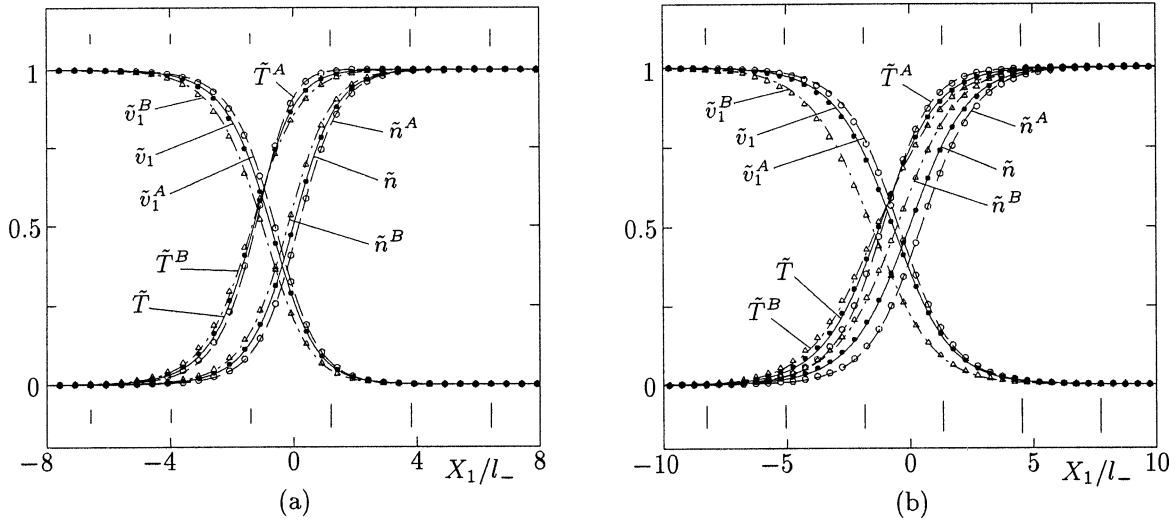 1
0.5
0
−8
−4
0
4
8
X₁/l₋
T̃ᴬ
ṽ₁ᴮ
ṽ₁
ṽ₁ᴬ
ñᴬ
ñ
ñᴮ
T̃ᴮ
T̃
(a)
1
0.5
0
−10
−5
0
5
10
X₁/l₋
T̃ᴬ
ṽ₁ᴮ
ṽ₁
ṽ₁ᴬ
ñᴬ
ñ
ñᴮ
T̃
T̃ᴮ
(b)